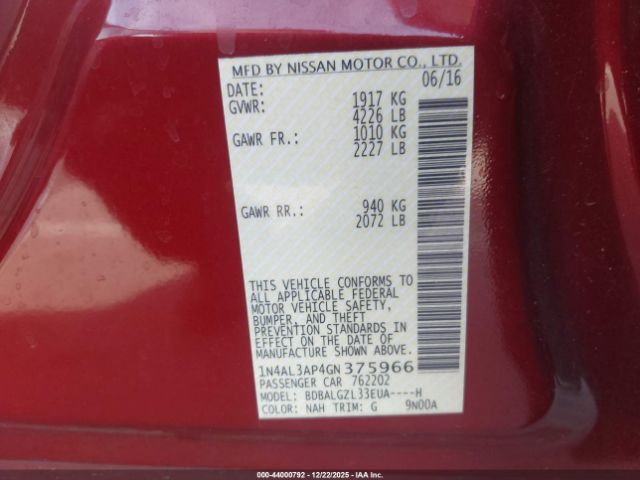 MFD BY NISSAN MOTOR CO., LTD.
DATE: 06/16
GVWR: 1917 KG
4226 LB
GAWR FR.: 1010 KG
2227 LB
GAWR RR.: 940 KG
2072 LB
THIS VEHICLE CONFORMS TO
ALL APPLICABLE FEDERAL
MOTOR VEHICLE SAFETY,
BUMPER, AND THEFT
PREVENTION STANDARDS IN
EFFECT ON THE DATE OF
MANUFACTURE SHOWN ABOVE.
1N4AL3AP4GN375966
PASSENGER CAR 762202
MODEL: BDBALGZL33EUA----H
COLOR: NAH TRIM: G 9N00A
000-44000792 - 12/22/2025 - IAAI.COM